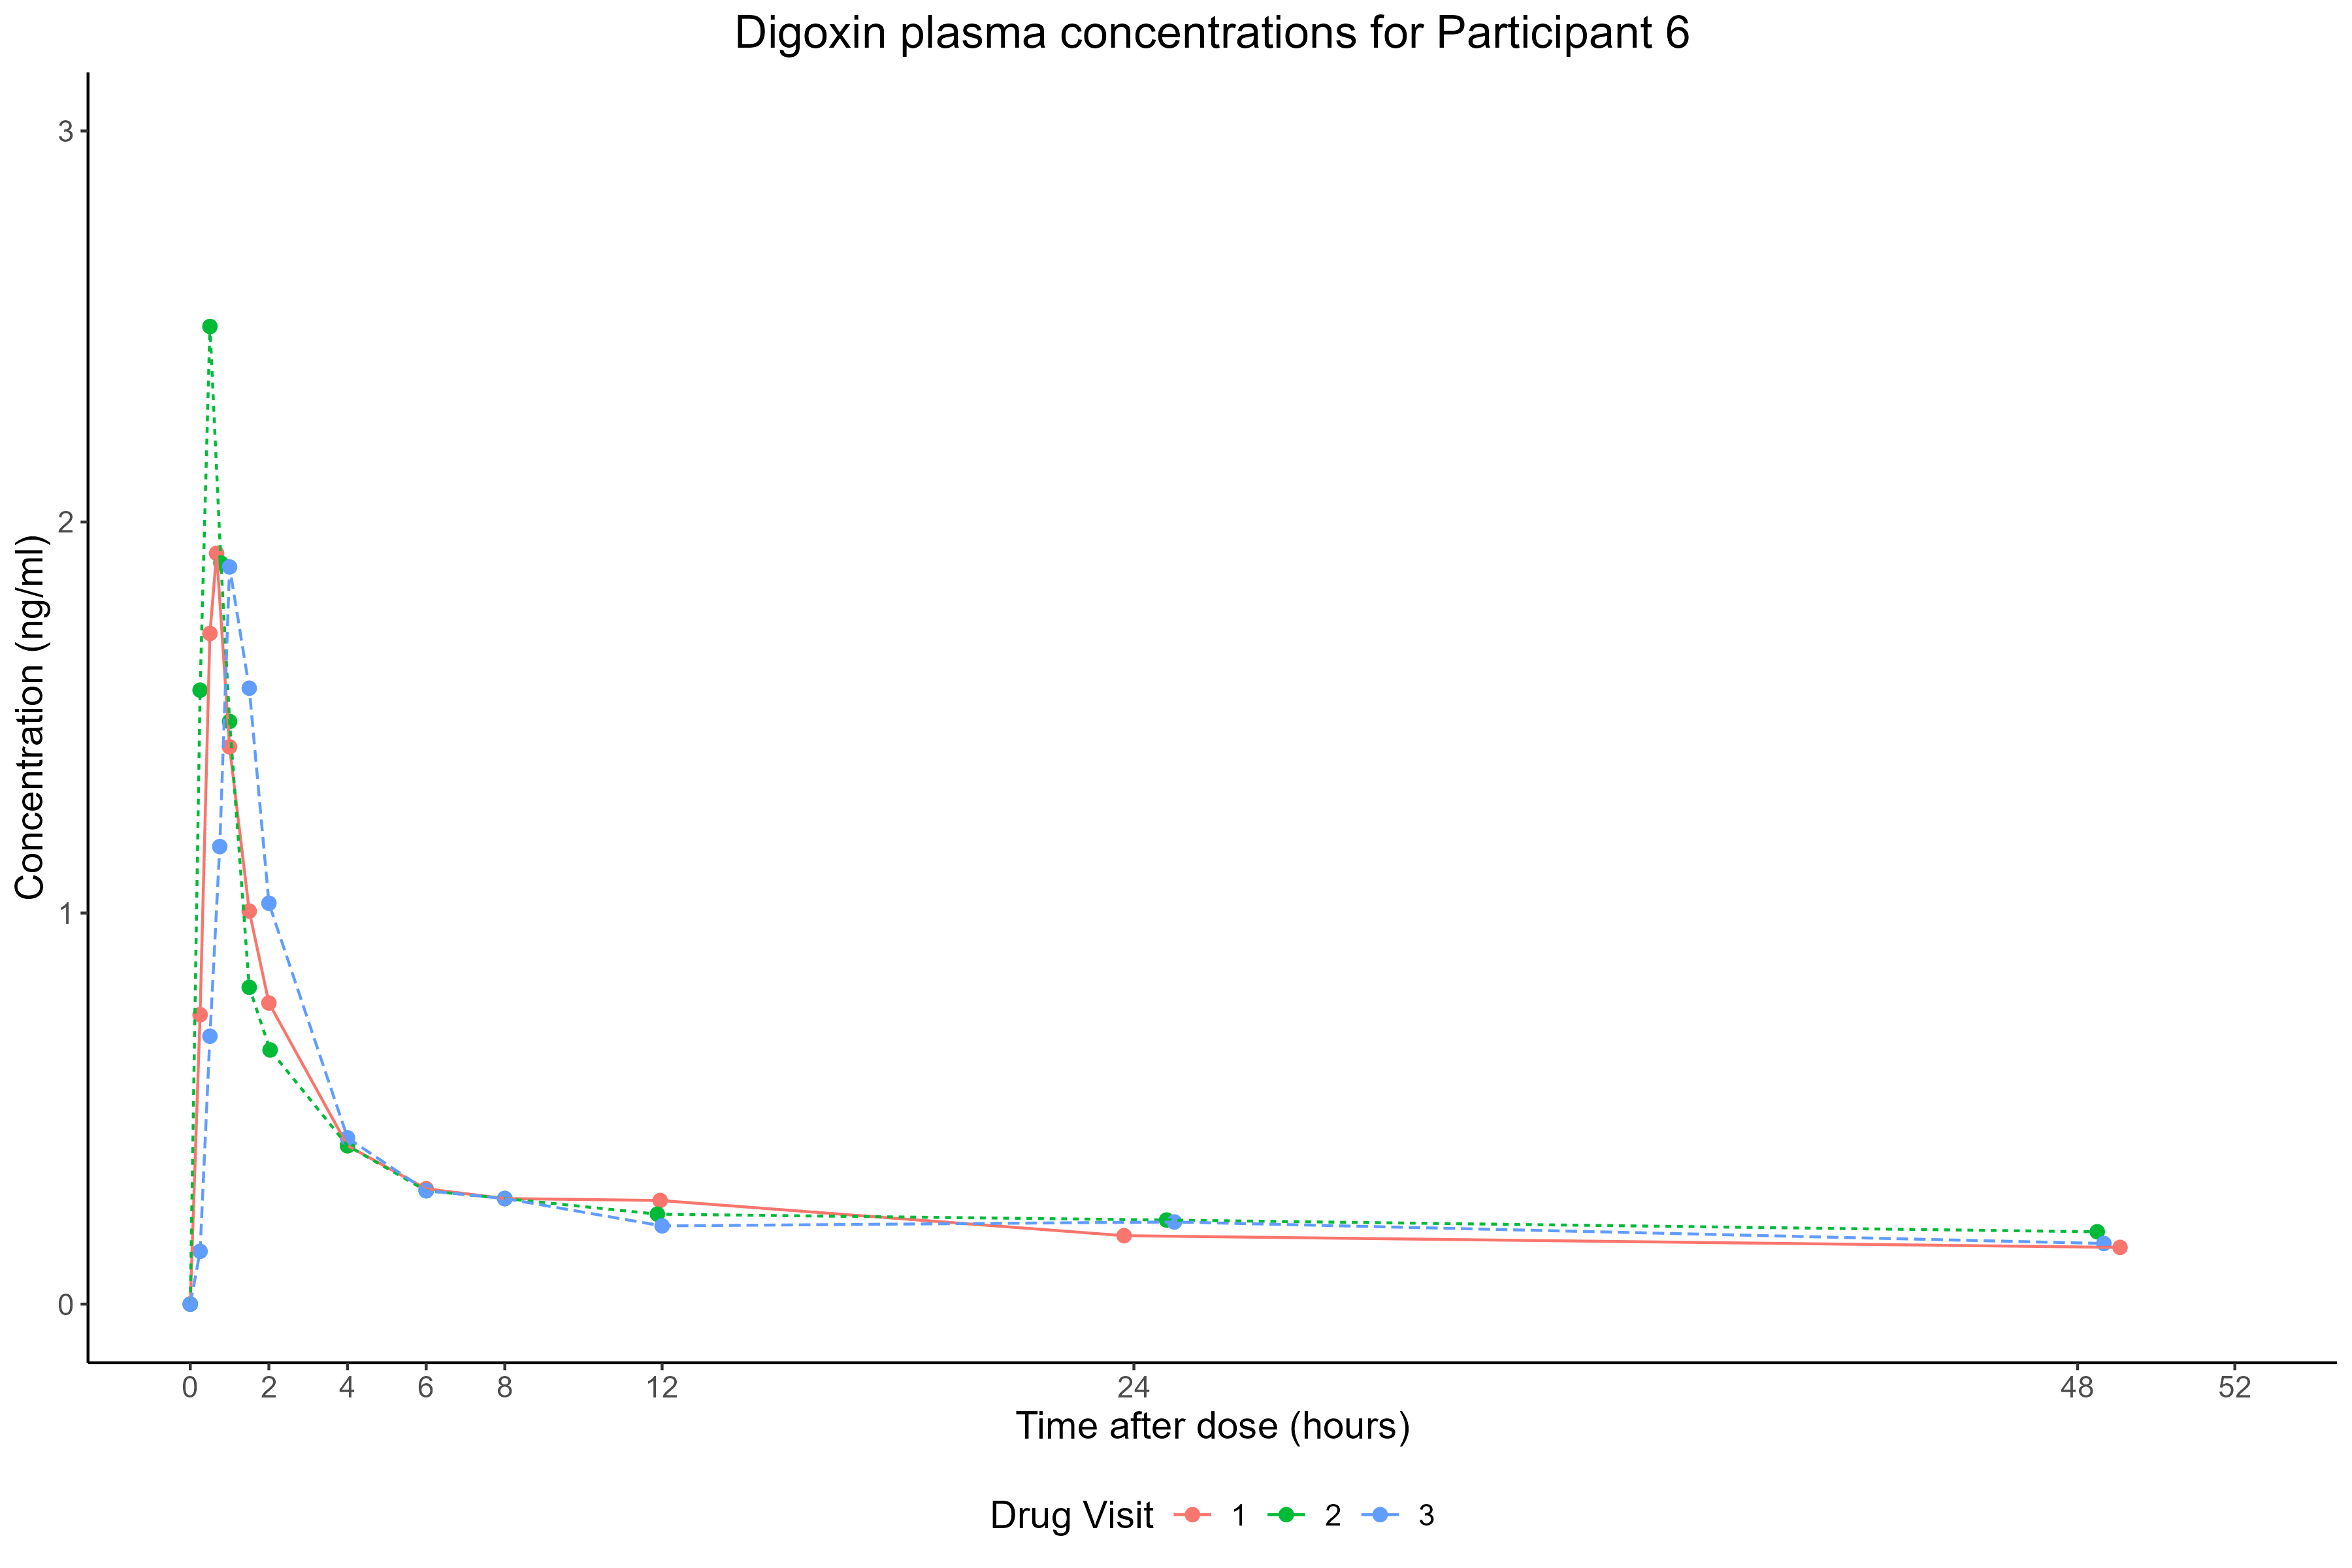 Digoxin plasma concentrations for Participant 6
Concentration (ng/ml)
3
2
1
0
0 2 4 6 8 12 24 48 52
Time after dose (hours)
Drug Visit 1 2 3